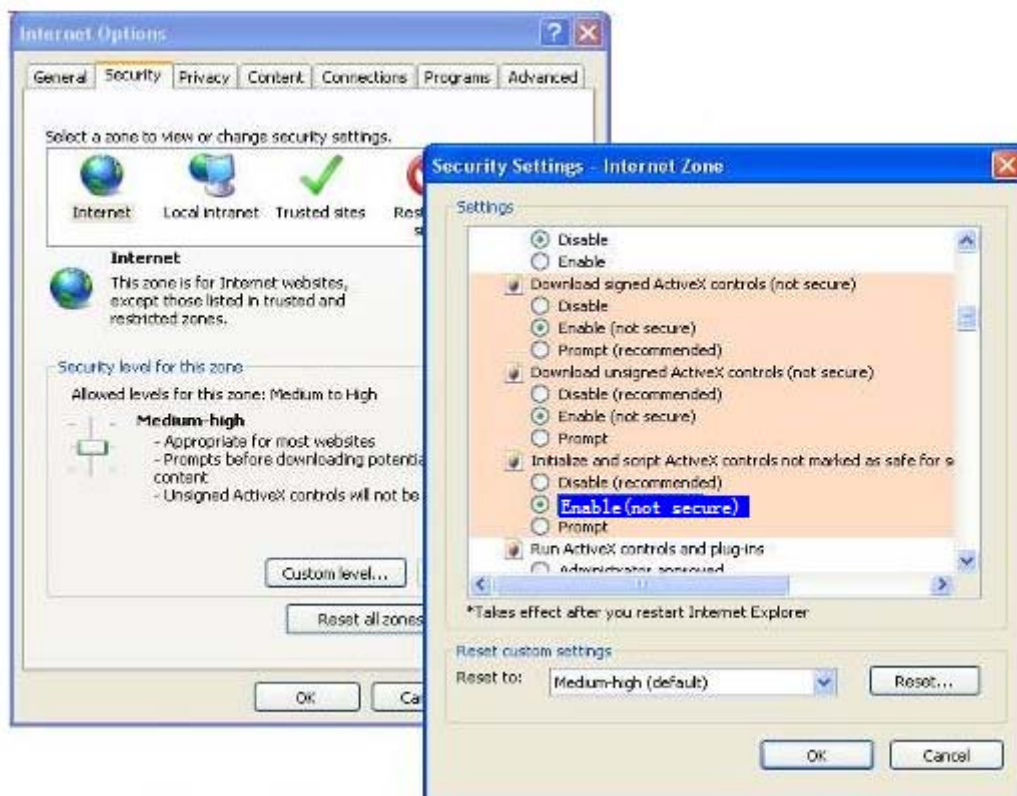 Internet Options
General Security Privacy Content Connections Programs Advanced
Select a zone to view or change security settings.
Internet Local intranet Trusted sites
Internet
This zone is for Internet websites,
except those listed in trusted and
restricted zones.
Security level for this zone
Allowed levels for this zone: Medium to High
Medium-high
- Appropriate for most websites
- Prompts before downloading
content
- Unsigned ActiveX controls will not be
Custom level...
Reset all zones
OK
Security Settings - Internet Zone
Settings
Disable
Enable
Download signed ActiveX controls (not secure)
Disable
Enable (not secure)
Prompt (recommended)
Download unsigned ActiveX controls (not secure)
Disable (recommended)
Enable (not secure)
Prompt
Initialize and script ActiveX controls not marked as safe for s
Disable (recommended)
Enable(not secure)
Prompt
Run ActiveX controls and plug-ins
Administrator approved
*Takes effect after you restart Internet Explorer
Reset custom settings
Reset to: Medium-high (default) Reset...
OK Cancel